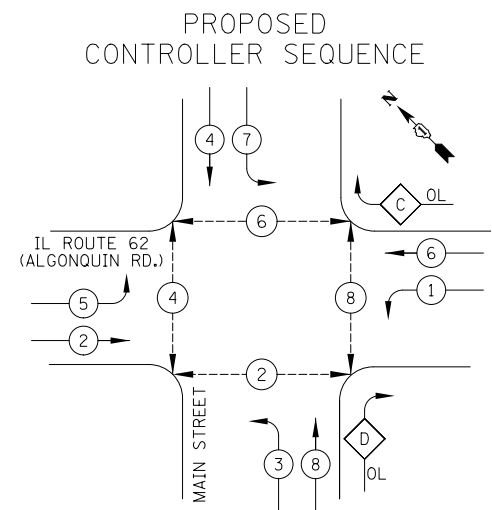 PROPOSED
CONTROLLER SEQUENCE
4
7
N
C
OL
6
IL ROUTE 62
(ALGONQUIN RD.)
6
5
4
8
1
2
2
MAIN STREET
D
3
8
OL